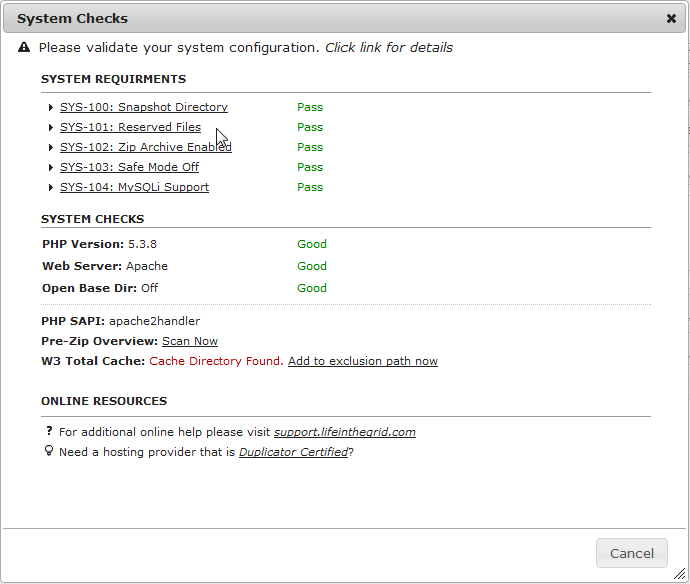 System Checks
Please validate your system configuration. Click link for details
SYSTEM REQUIRMENTS
SYS-100: Snapshot Directory Pass
SYS-101: Reserved Files Pass
SYS-102: Zip Archive Enabled Pass
SYS-103: Safe Mode Off Pass
SYS-104: MySQLi Support Pass
SYSTEM CHECKS
PHP Version: 5.3.8 Good
Web Server: Apache Good
Open Base Dir: Off Good
PHP SAPI: apache2handler
Pre-Zip Overview: Scan Now
W3 Total Cache: Cache Directory Found. Add to exclusion path now
ONLINE RESOURCES
? For additional online help please visit support.lifeinthegrid.com
Need a hosting provider that is Duplicator Certified?
Cancel